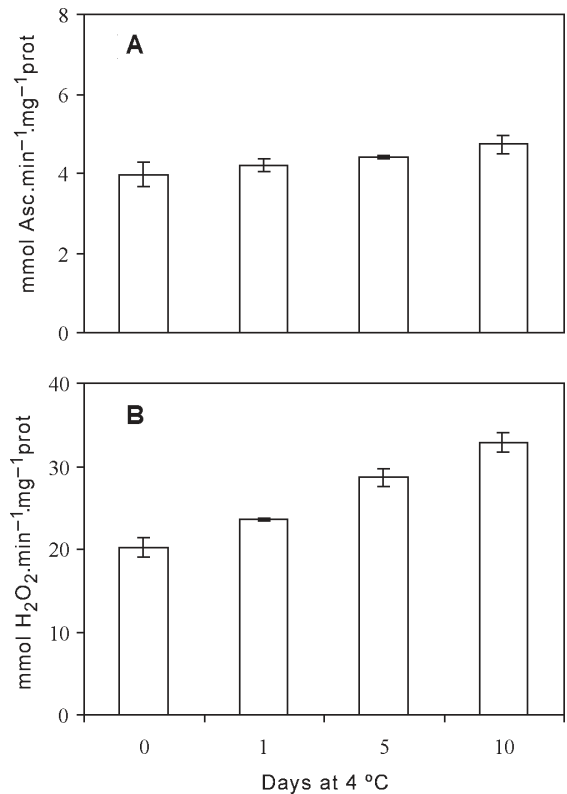 A
8
6
4
2
0
mmol Asc.min⁻¹.mg⁻¹prot
B
40
30
20
10
0
mmol H₂O₂.min⁻¹.mg⁻¹prot
0 1 5 10
Days at 4 ºC